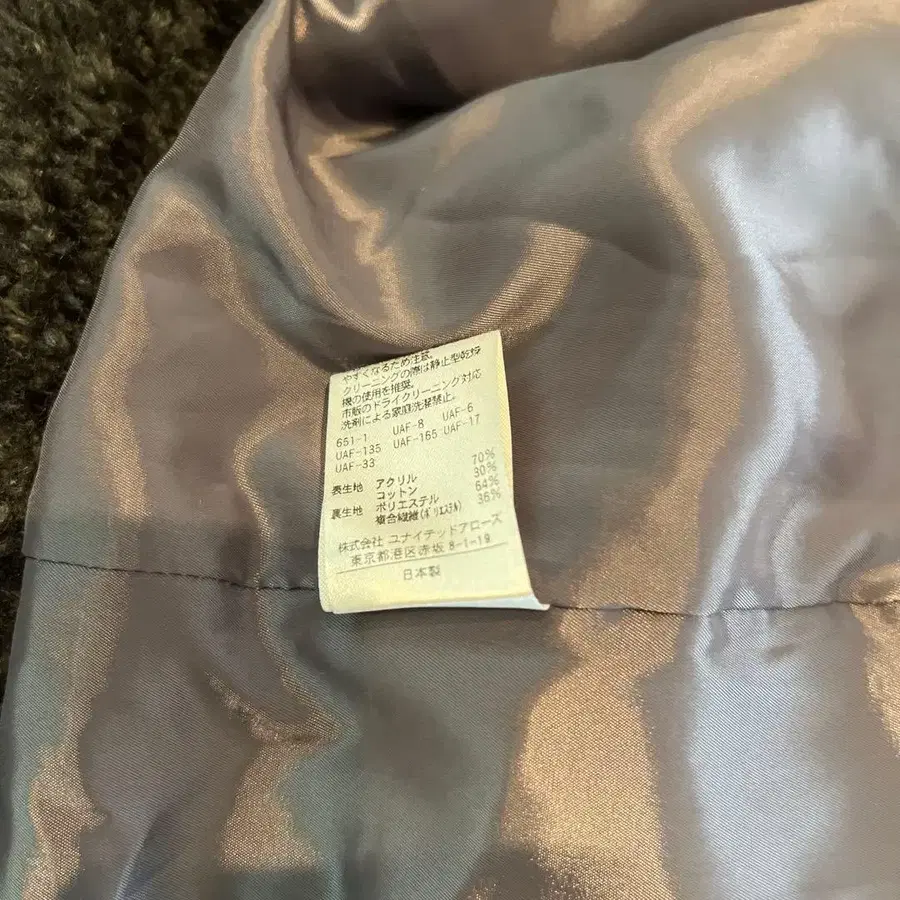 やすくなるため注意。
クリーニングの際は静止型乾燥
機の使用を推奨。
市販のドライクリーニング対応
洗剤による家庭洗濯禁止。
651-1 UAF-8 UAF-6
UAF-135 UAF-165 UAF-17
UAF-33
表生地 アクリル 70%
コットン 30%
裏生地 ポリエステル 64%
複合繊維(ポリエステル) 36%
株式会社 ユナイテッドアローズ
東京都港区赤坂 8-1-19
日本製